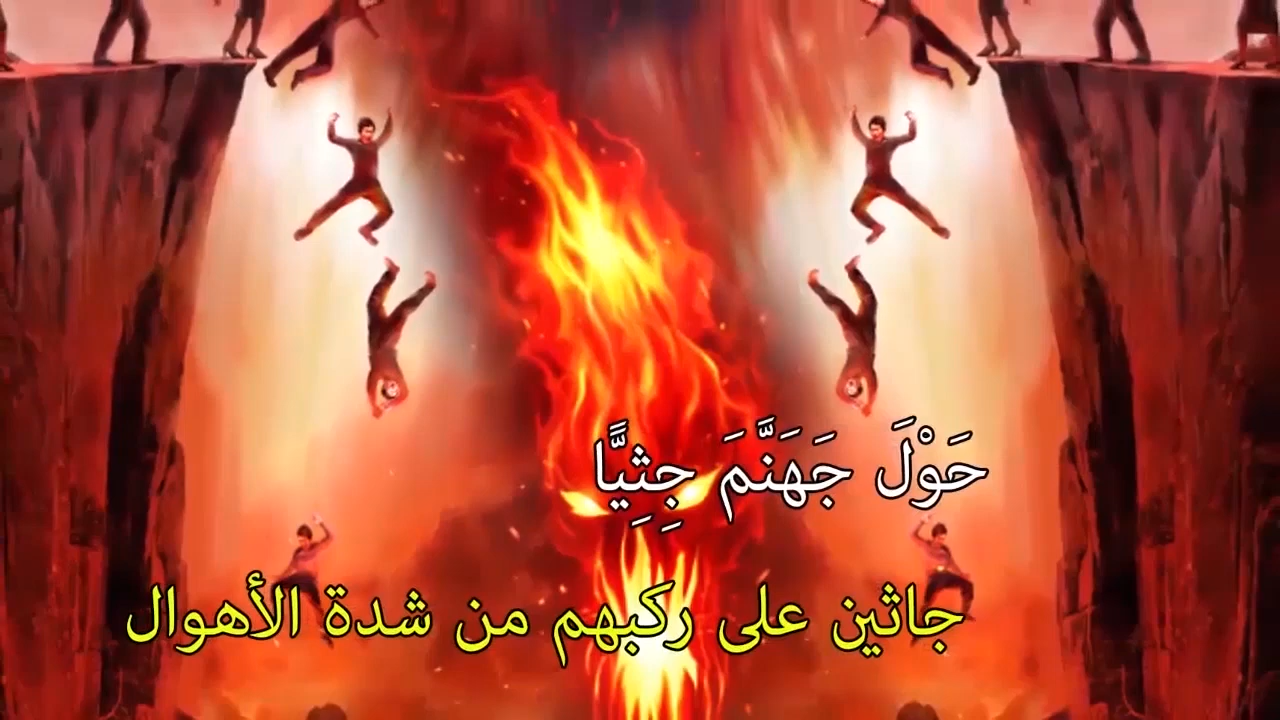 حَوْلَ جَهَنَّمَ جِثِيًّا
جاثين على ركبهم من شدة الأهوال